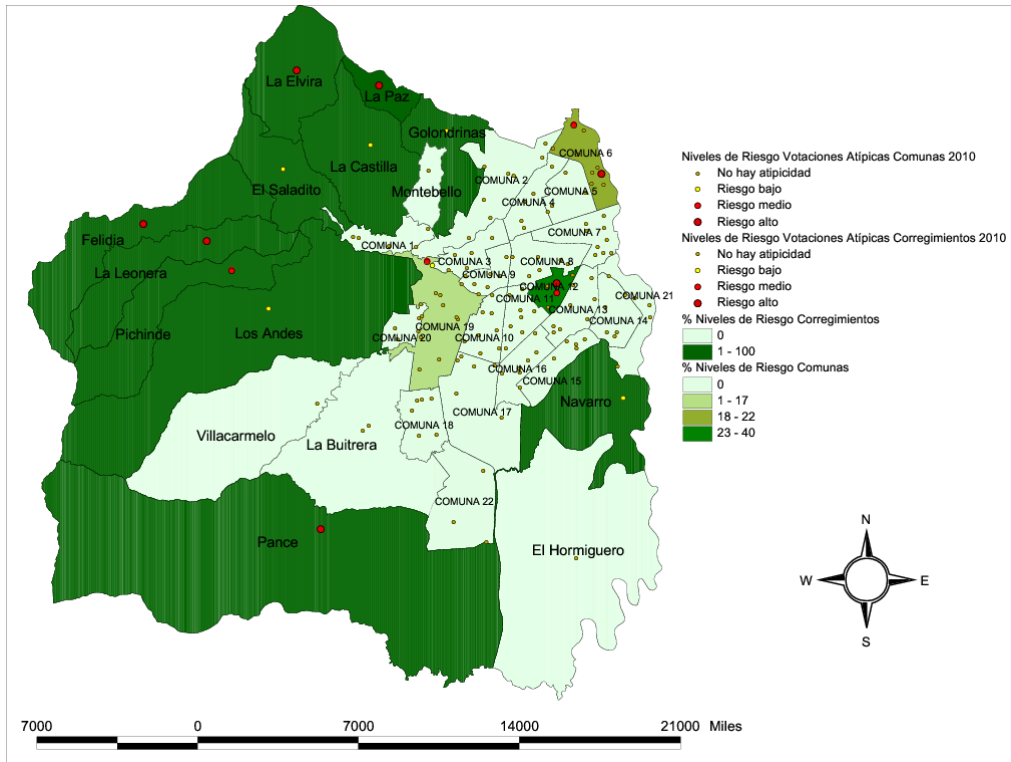 La Elvira
La Paz
Golondrinas
COMUNA 6
La Castilla
COMUNA 2
El Saladito
Montebello
COMUNA 5
COMUNA 4
Felidia
COMUNA 7
COMUNA 1
COMUNA 3
COMUNA 8
La Leonera
COMUNA 9
COMUNA 12
COMUNA 11
COMUNA 21
Pichinde
Los Andes
COMUNA 13
COMUNA 14
COMUNA 19
COMUNA 20
COMUNA 10
COMUNA 16
COMUNA 15
Navarro
Villacarmelo
La Buitrera
COMUNA 17
COMUNA 18
COMUNA 22
Pance
El Hormiguero
Niveles de Riesgo Votaciones Atípicas Comunas 2010
No hay atipicidad
Riesgo bajo
Riesgo medio
Riesgo alto
Niveles de Riesgo Votaciones Atípicas Corregimientos 2010
No hay atipicidad
Riesgo bajo
Riesgo medio
Riesgo alto
% Niveles de Riesgo Corregimientos
0
1 - 100
% Niveles de Riesgo Comunas
0
1 - 17
18 - 22
23 - 40
N
W E
S
7000 0 7000 14000 21000 Miles